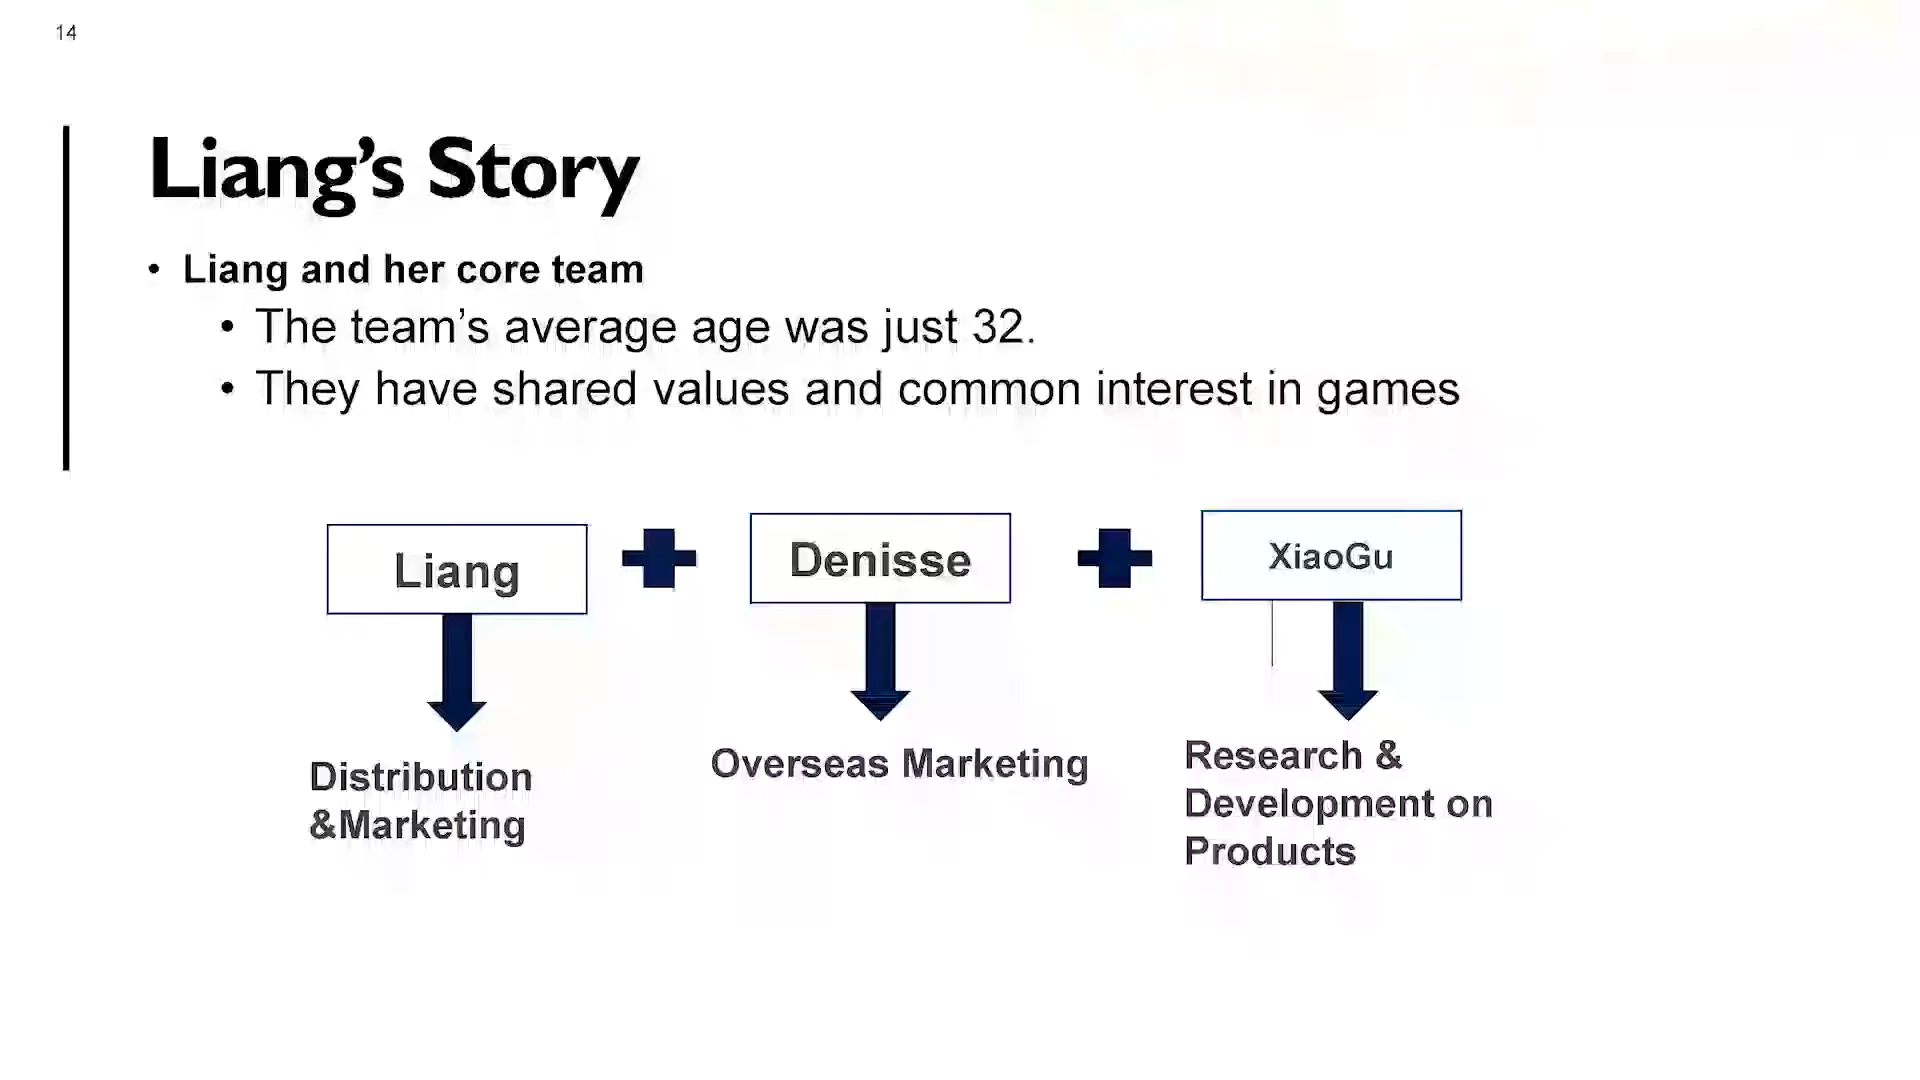 14
Liang’s Story
• Liang and her core team
• The team’s average age was just 32.
• They have shared values and common interest in games
Liang
Denisse
XiaoGu
Distribution
&Marketing
Overseas Marketing
Research &
Development on
Products